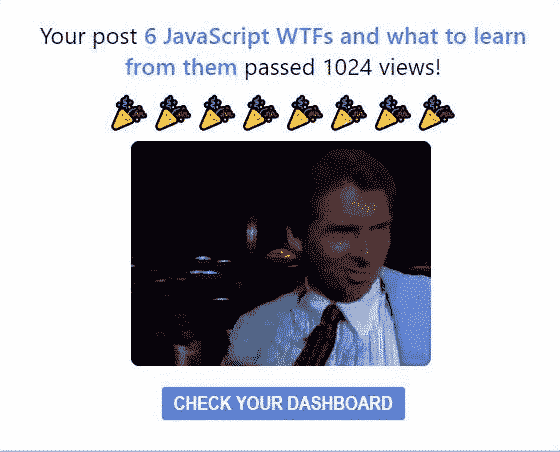 Your post 6 JavaScript WTFs and what to learn
from them passed 1024 views!
CHECK YOUR DASHBOARD